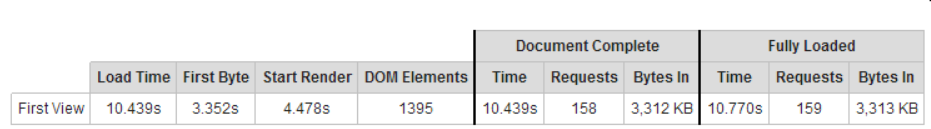 Document Complete Fully Loaded
Load Time First Byte Start Render DOM Elements Time Requests Bytes In Time Requests Bytes In
First View 10.439s 3.352s 4.478s 1395 10.439s 158 3,312 KB 10.770s 159 3,313 KB